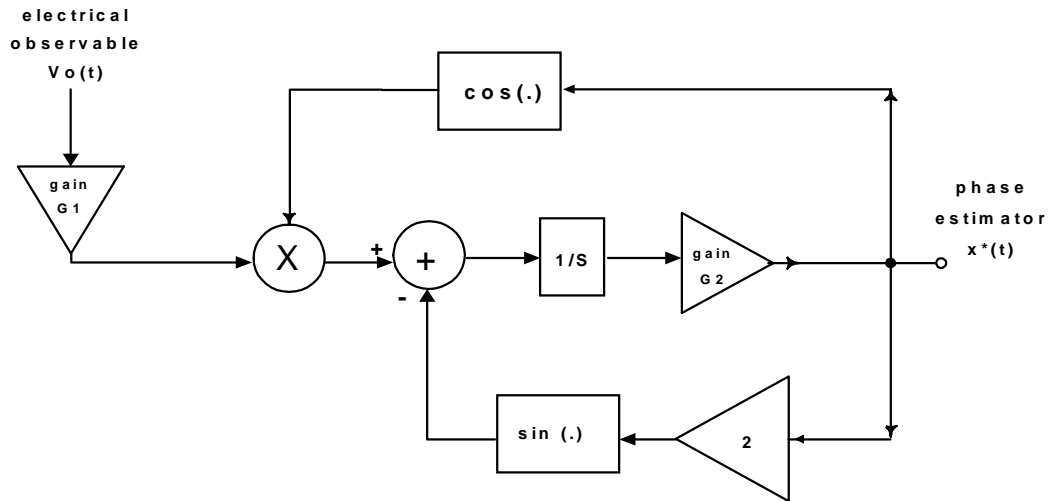 electrical
observable
Vo(t)
cos(.)
gain
G1
phase
estimator
x*(t)
X
+
+
1/S
gain
G2
-
sin (.)
2